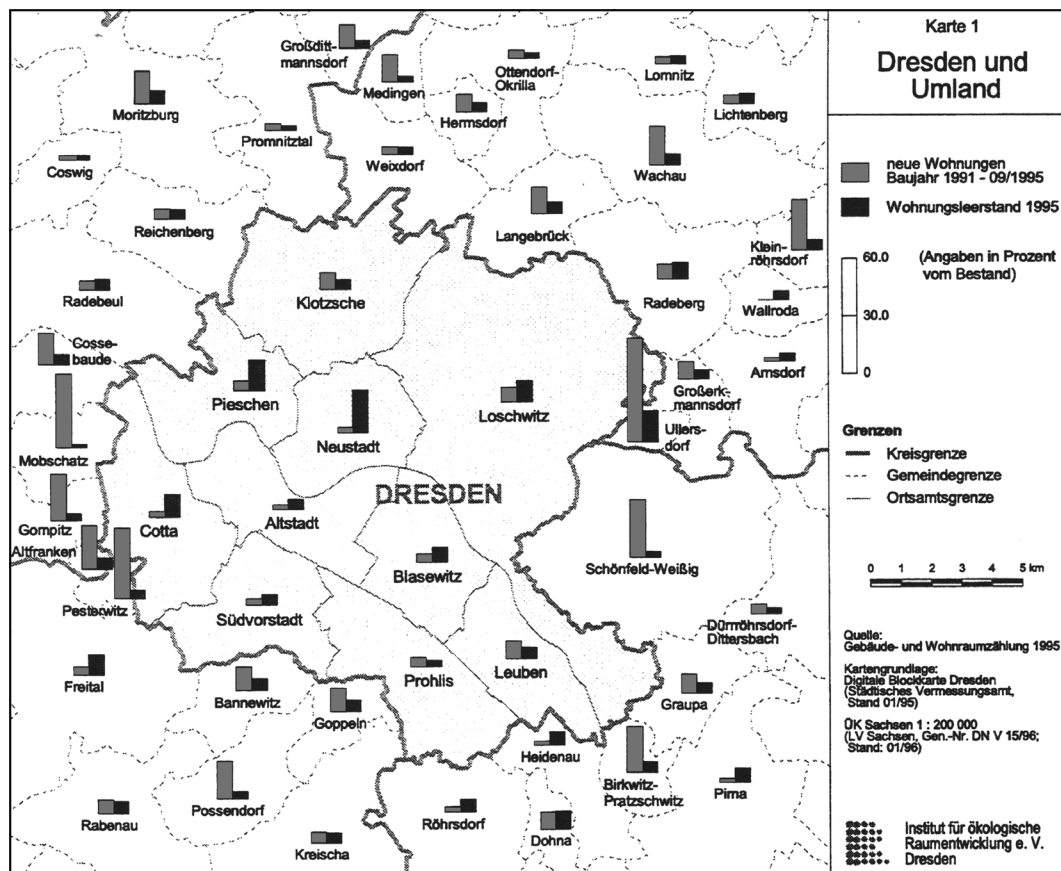 Karte 1
Dresden und
Umland
neue Wohnungen
Baujahr 1991 - 09/1995
Wohnungsleerstand 1995
(Angaben in Prozent
vom Bestand)
60.0
30.0
0
Grenzen
Kreisgrenze
Gemeindegrenze
Ortsamtsgrenze
0 1 2 3 4 5 km
Quelle:
Gebäude- und Wohnraumzählung 1995
Kartengrundlage:
Digitale Blockkarte Dresden
(Städtisches Vermessungsamt,
Stand 01/95)
ÜK Sachsen 1 : 200 000
(LV Sachsen, Gen.-Nr. DN V 15/96;
Stand: 01/96)
Institut für ökologische
Raumentwicklung e. V.
Dresden
Großditt-
mannsdorf
Medingen
Ottendorf-
Okrilla
Lomnitz
Lichtenberg
Moritzburg
Hermsdorf
Promnitztal
Coswig
Weixdorf
Wachau
Reichenberg
Langebrück
Klein-
röhrsdorf
Radebeul
Klotzsche
Radeberg
Wallroda
Cosse-
baude
Arnsdorf
Pieschen
Großerk-
mannsdorf
Loschwitz
Neustadt
Ullers-
dorf
Mobschatz
DRESDEN
Gompitz
Cotta
Altstadt
Altfranken
Blasewitz
Schönfeld-Weißig
Pesterwitz
Südvorstadt
Dürrröhrsdorf-
Dittersbach
Freital
Prohlis
Leuben
Bannewitz
Graupa
Goppeln
Heidenau
Birkwitz-
Pratzschwitz
Pirna
Possendorf
Rabenau
Röhrsdorf
Dohna
Kreischa